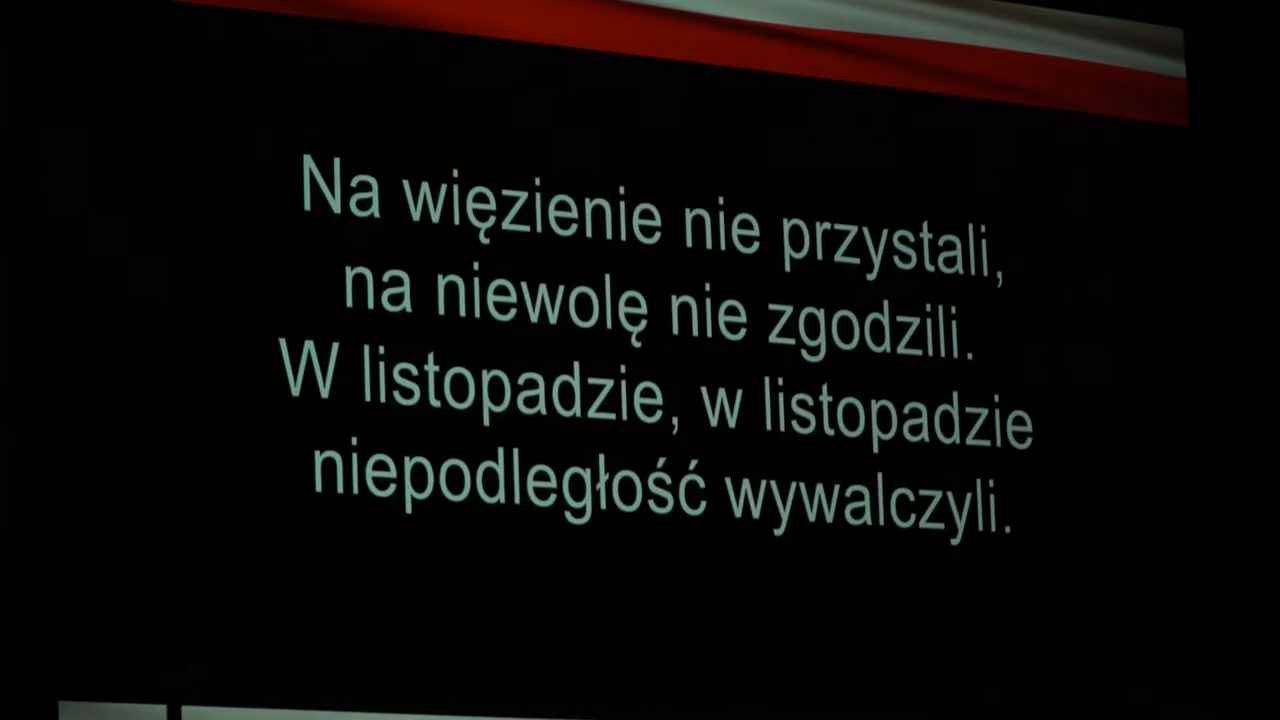 Na więzienie nie przystali,
na niewolę nie zgodzili.
W listopadzie, w listopadzie
niepodległość wywalczyli.